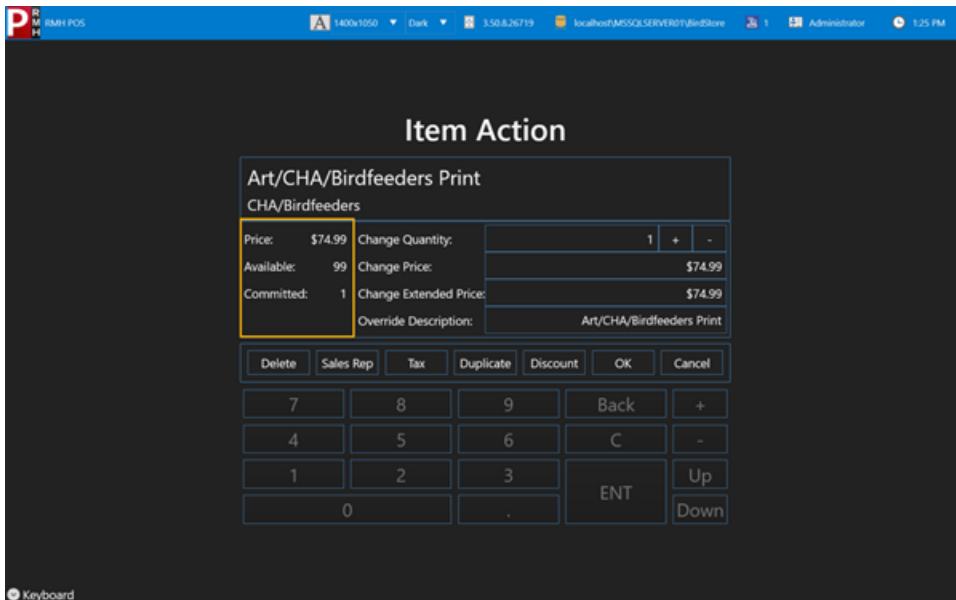 P RMH RMH POS A 1400x1050 Dark 3.50.8.26719 localhost\MSSQLSERVER01\BirdStore 1 Administrator 1:25 PM
Item Action
Art/CHA/Birdfeeders Print
CHA/Birdfeeders
Price: $74.99 Change Quantity: 1 + -
Available: 99 Change Price: $74.99
Committed: 1 Change Extended Price: $74.99
Override Description: Art/CHA/Birdfeeders Print
Delete Sales Rep Tax Duplicate Discount OK Cancel
7 8 9 Back +
4 5 6 C -
1 2 3 ENT Up
0 . Down
Keyboard